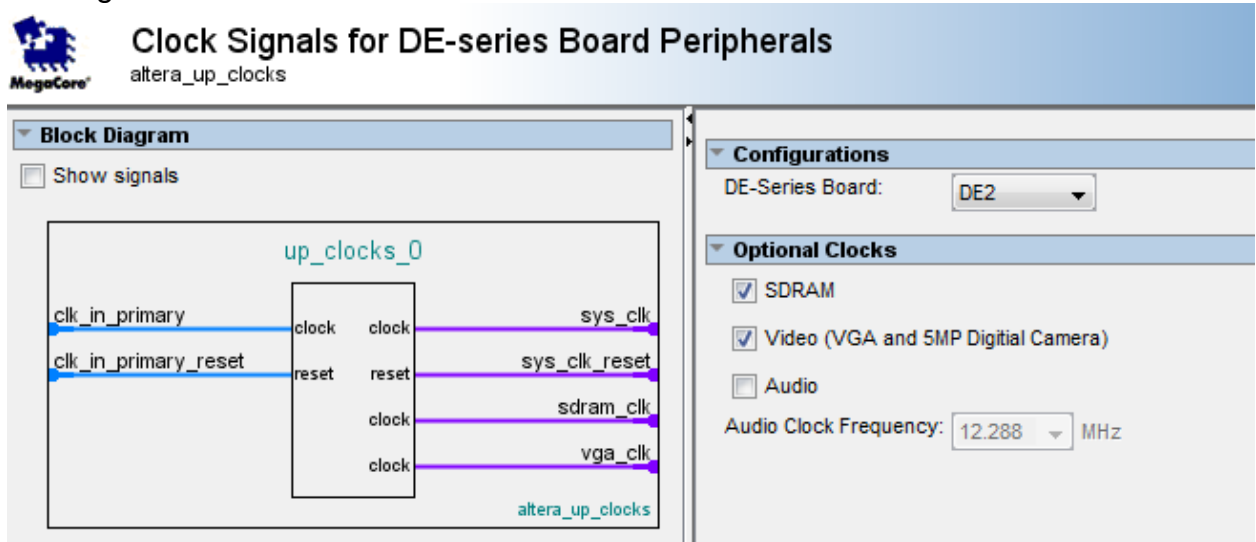 Clock Signals for DE-series Board Peripherals
MegaCore®
altera_up_clocks
Block Diagram
Show signals
up_clocks_0
clk_in_primary
clock
clock
sys_clk
clk_in_primary_reset
reset
reset
sys_clk_reset
clock
sdram_clk
clock
vga_clk
altera_up_clocks
Configurations
DE-Series Board:
DE2
Optional Clocks
SDRAM
Video (VGA and 5MP Digitial Camera)
Audio
Audio Clock Frequency:
12.288
MHz